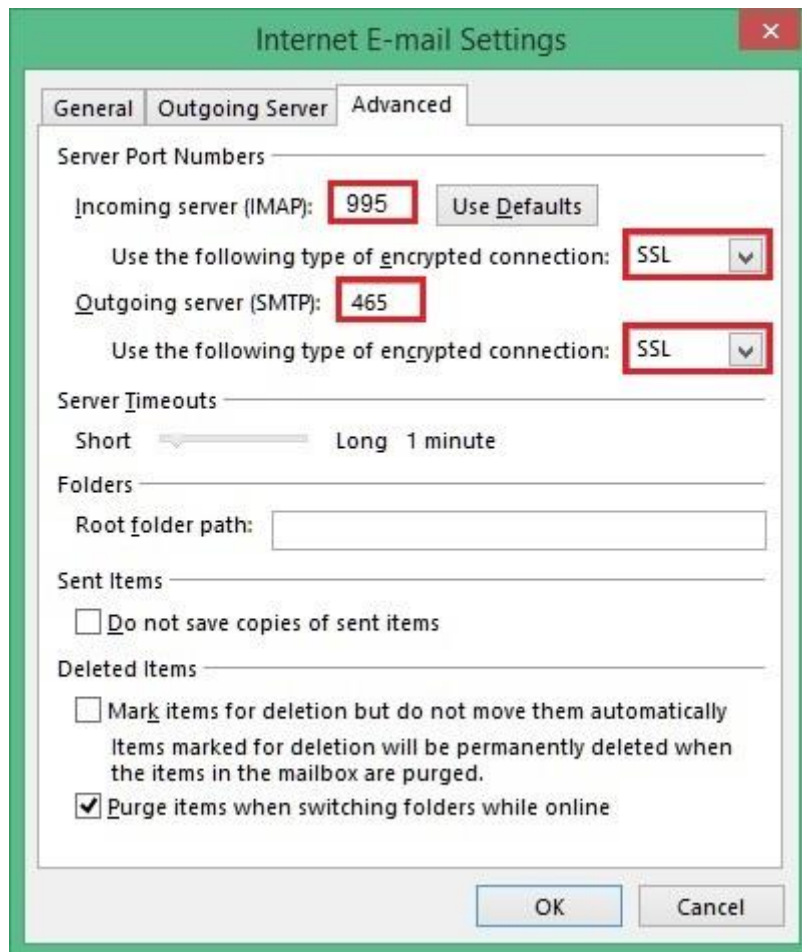 Internet E-mail Settings
General Outgoing Server Advanced
Server Port Numbers
Incoming server (IMAP): 995 Use Defaults
Use the following type of encrypted connection: SSL
Outgoing server (SMTP): 465
Use the following type of encrypted connection: SSL
Server Timeouts
Short Long 1 minute
Folders
Root folder path:
Sent Items
Do not save copies of sent items
Deleted Items
Mark items for deletion but do not move them automatically
Items marked for deletion will be permanently deleted when
the items in the mailbox are purged.
Purge items when switching folders while online
OK Cancel